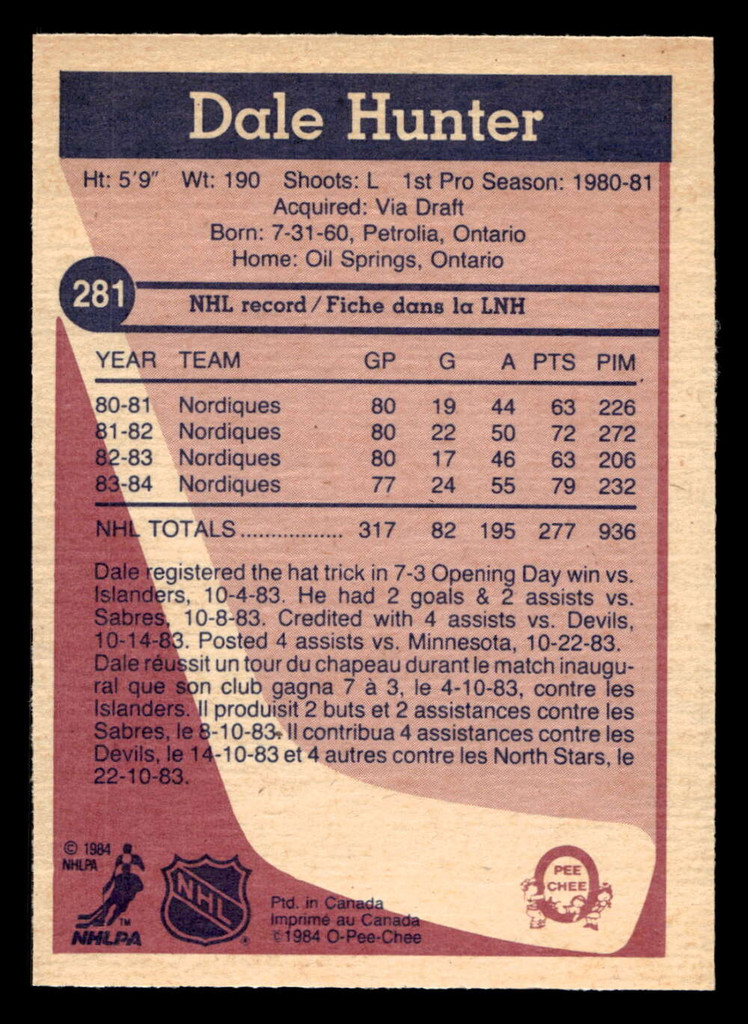 Dale Hunter
Ht: 5'9" Wt: 190 Shoots: L 1st Pro Season: 1980-81
Acquired: Via Draft
Born: 7-31-60, Petrolia, Ontario
Home: Oil Springs, Ontario
281
NHL record / Fiche dans la LNH
YEAR TEAM GP G A PTS PIM
80-81 Nordiques 80 19 44 63 226
81-82 Nordiques 80 22 50 72 272
82-83 Nordiques 80 17 46 63 206
83-84 Nordiques 77 24 55 79 232
NHL TOTALS................. 317 82 195 277 936
Dale registered the hat trick in 7-3 Opening Day win vs.
Islanders, 10-4-83. He had 2 goals & 2 assists vs.
Sabres, 10-8-83. Credited with 4 assists vs. Devils,
10-14-83. Posted 4 assists vs. Minnesota, 10-22-83.
Dale réussit un tour du chapeau durant le match inaugu-
ral que son club gagna 7 à 3, le 4-10-83, contre les
Islanders. Il produisit 2 buts et 2 assistances contre les
Sabres, le 8-10-83. Il contribua 4 assistances contre les
Devils, le 14-10-83 et 4 autres contre les North Stars, le
22-10-83.
© 1984
NHLPA
TM
NHLPA
NHL
®
Ptd. in Canada
Imprimé au Canada
©1984 O-Pee-Chee
PEE
CHEE